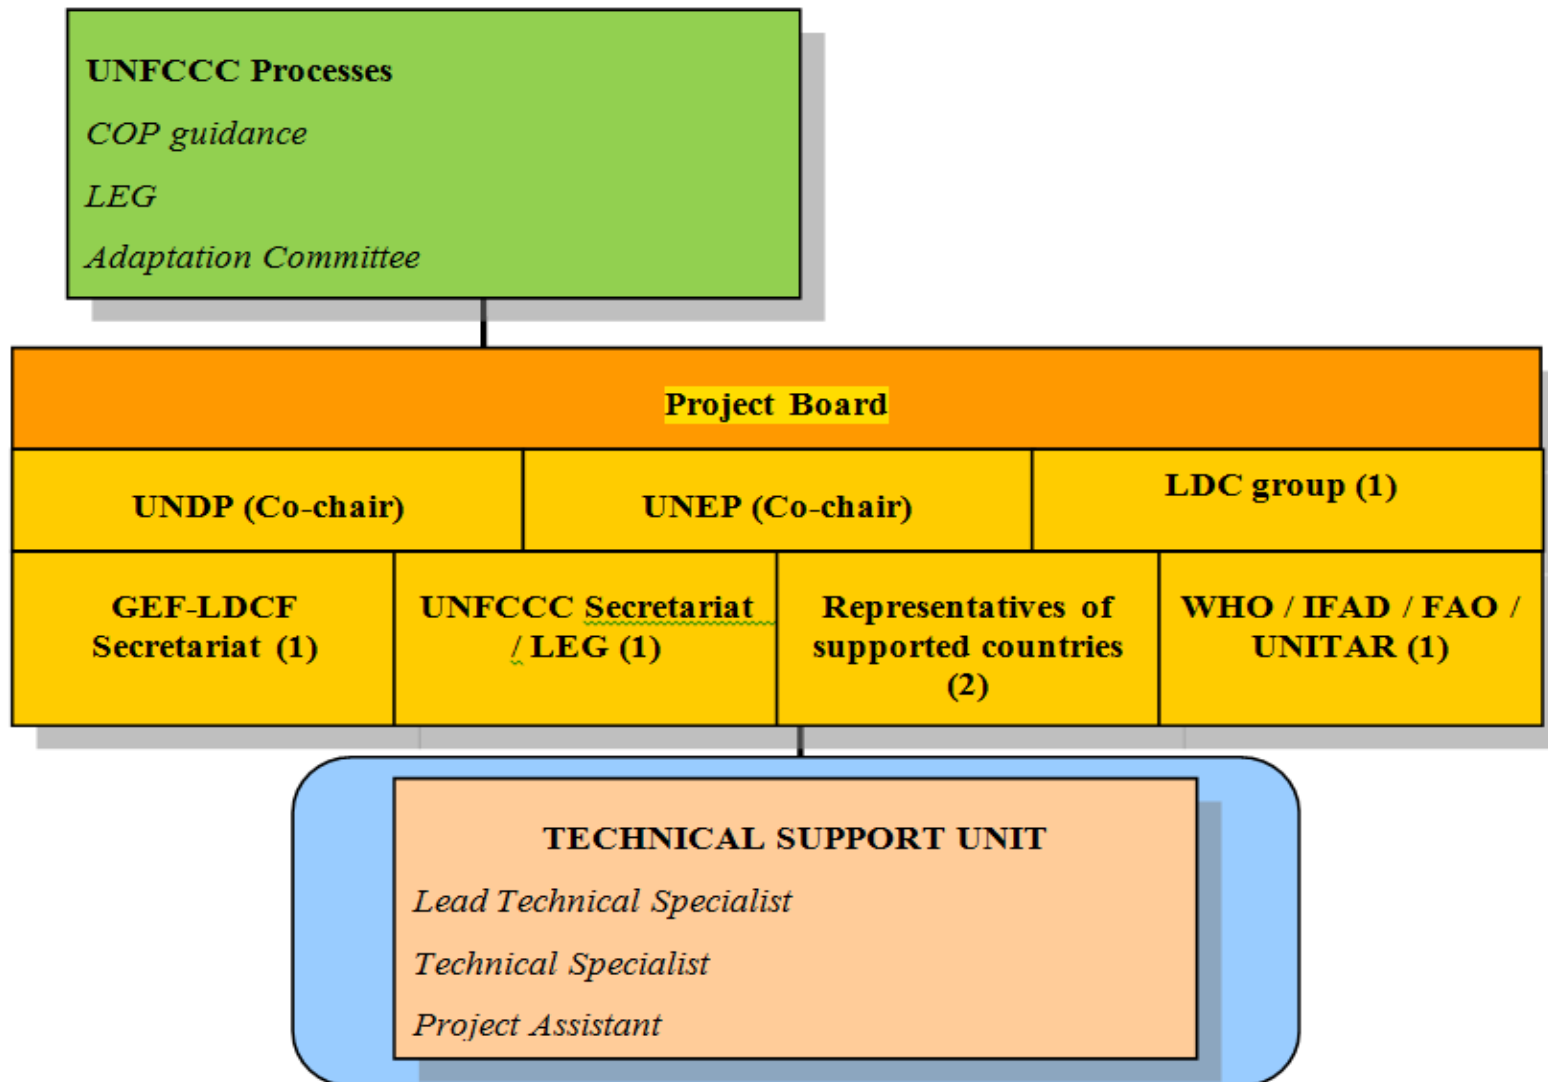 UNFCCC Processes
COP guidance
LEG
Adaptation Committee
Project Board
UNDP (Co-chair)
UNEP (Co-chair)
LDC group (1)
GEF-LDCF
Secretariat (1)
UNFCCC Secretariat
/ LEG (1)
Representatives of
supported countries
(2)
WHO / IFAD / FAO /
UNITAR (1)
TECHNICAL SUPPORT UNIT
Lead Technical Specialist
Technical Specialist
Project Assistant